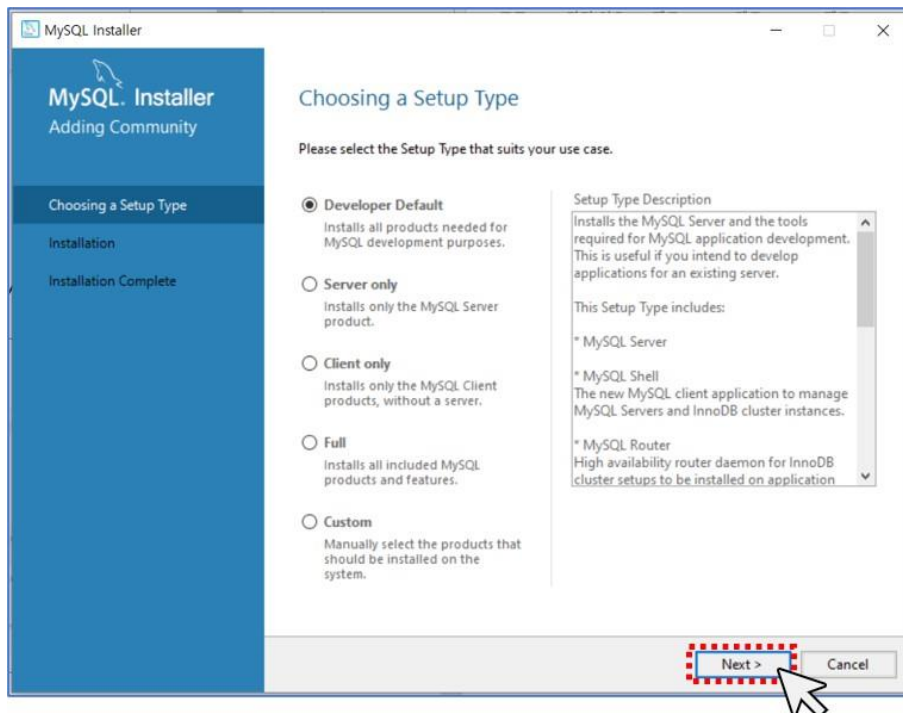 MySQL Installer
MySQL. Installer
Adding Community
Choosing a Setup Type
Installation
Installation Complete
Choosing a Setup Type
Please select the Setup Type that suits your use case.
Developer Default
Installs all products needed for
MySQL development purposes.
Server only
Installs only the MySQL Server
product.
Client only
Installs only the MySQL Client
products, without a server.
Full
Installs all included MySQL
products and features.
Custom
Manually select the products that
should be installed on the
system.
Setup Type Description
Installs the MySQL Server and the tools
required for MySQL application development.
This is useful if you intend to develop
applications for an existing server.
This Setup Type includes:
* MySQL Server
* MySQL Shell
The new MySQL client application to manage
MySQL Servers and InnoDB cluster instances.
* MySQL Router
High availability router daemon for InnoDB
cluster setups to be installed on application
Next >
Cancel